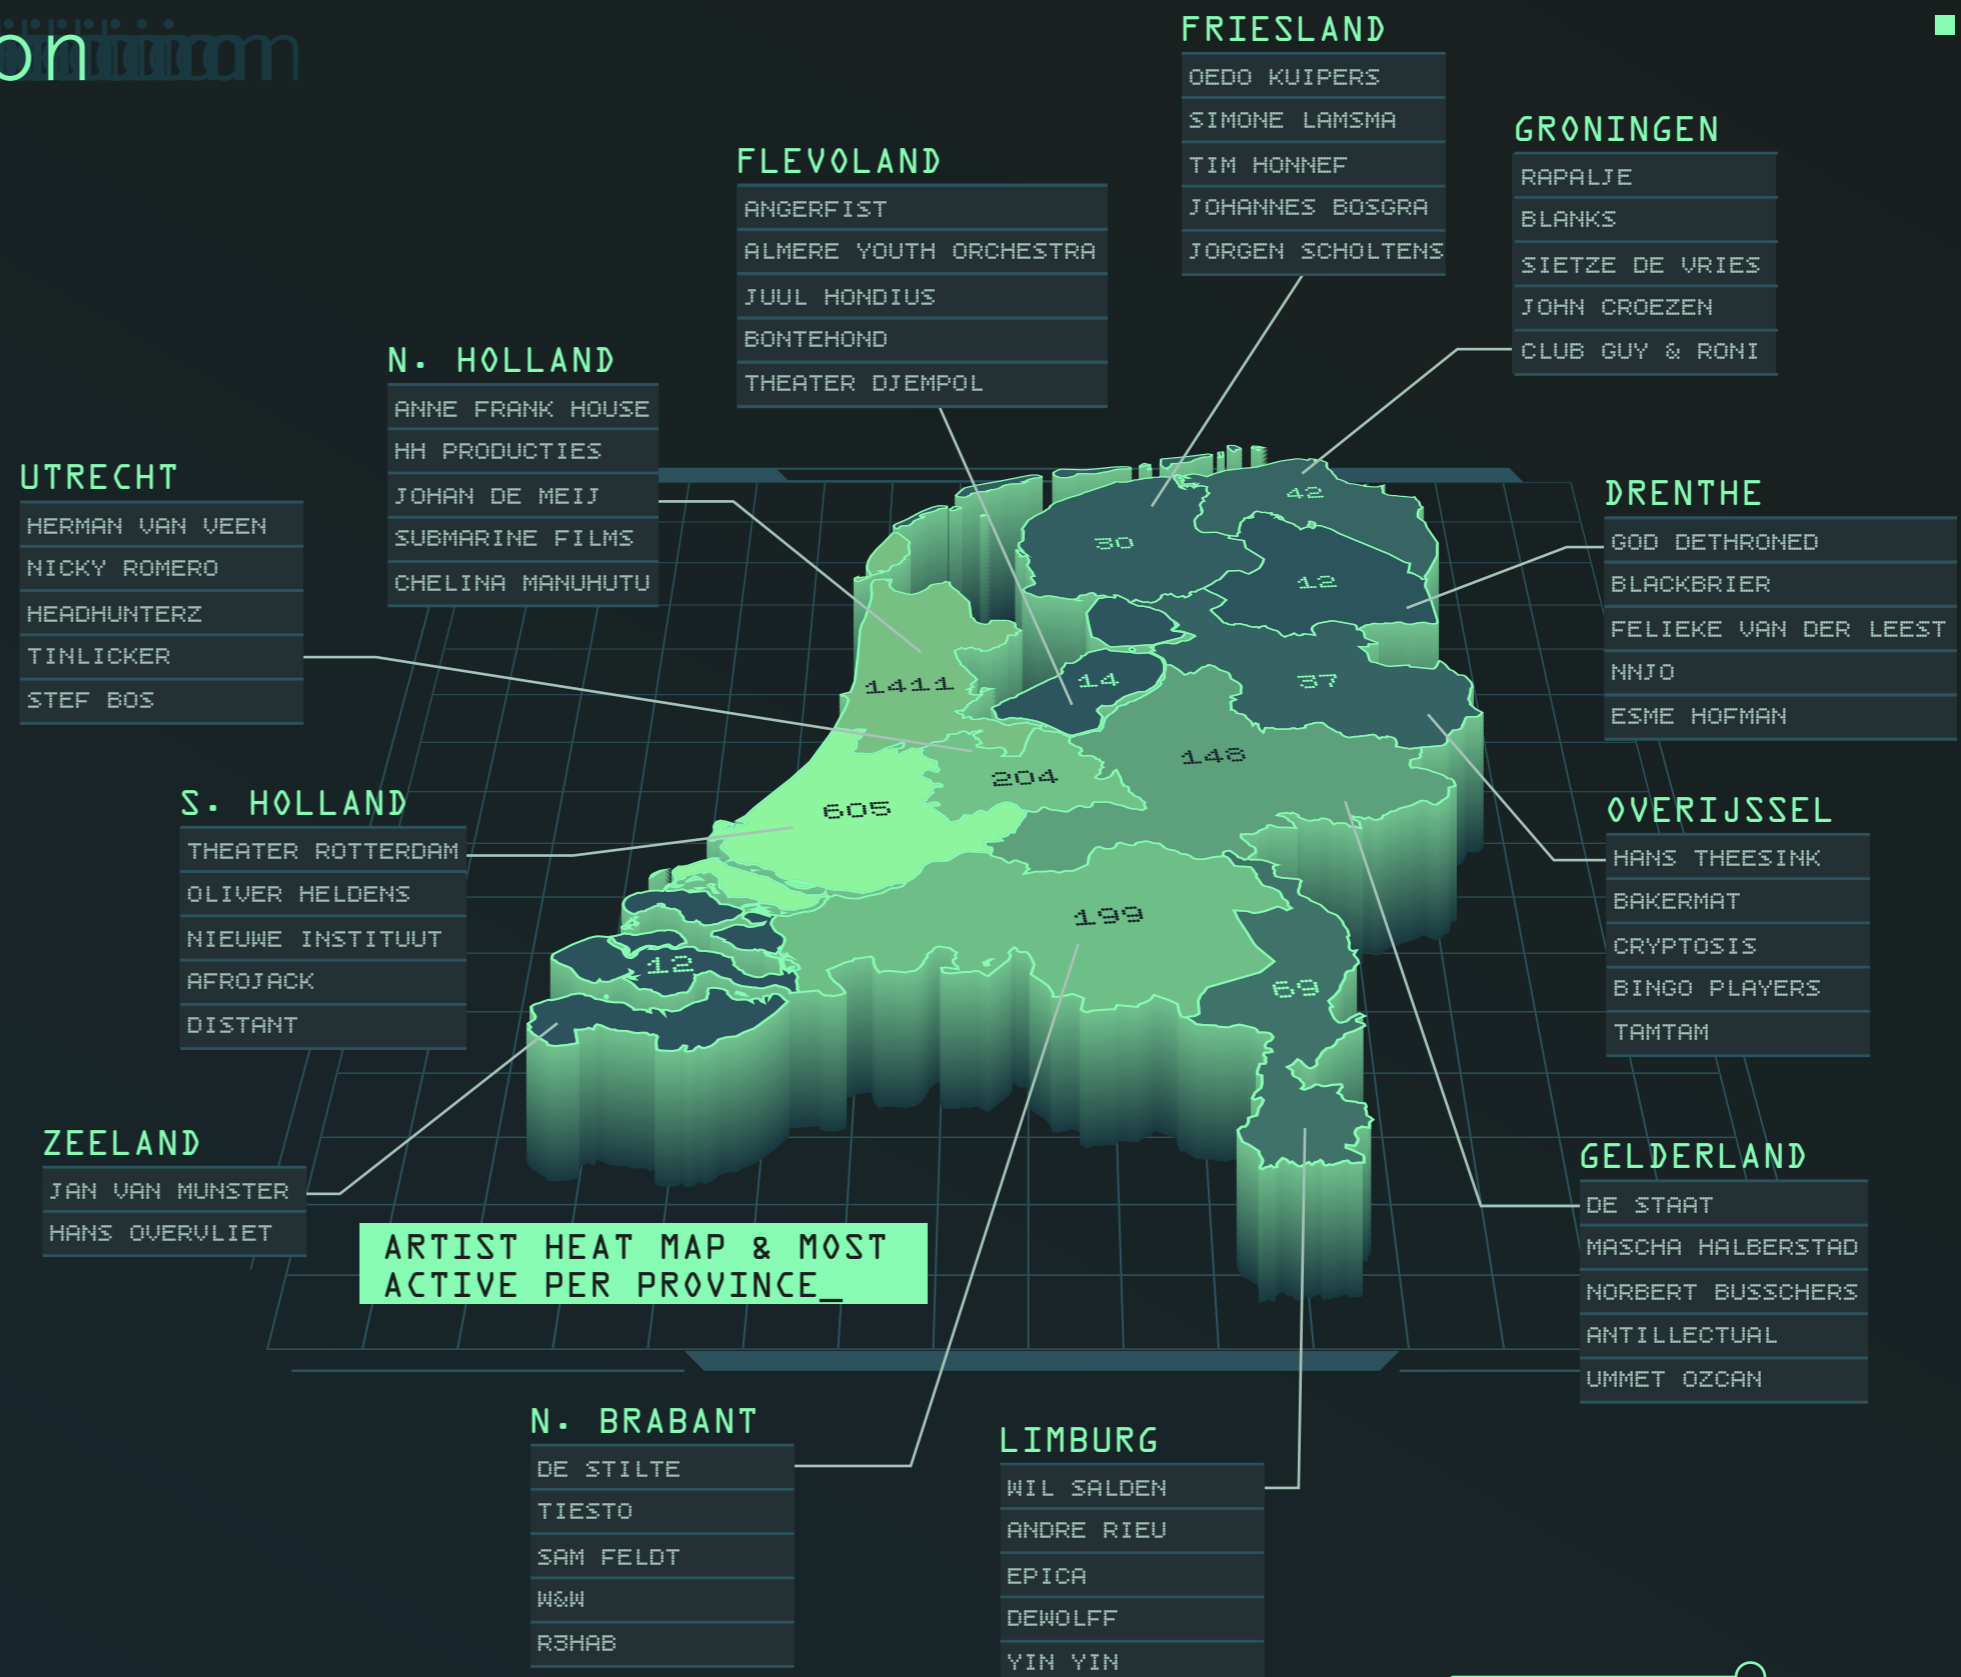 on
FRIESLAND
OEDO KUIPERS
SIMONE LAMSMA
TIM HONNEF
JOHANNES BOSGRA
JORGEN SCHOLTENS
GRONINGEN
RAPALJE
BLANKS
SIETZE DE VRIES
JOHN CROEZEN
CLUB GUY & RONI
FLEVOLAND
ANGERFIST
ALMERE YOUTH ORCHESTRA
JUUL HONDIUS
BONTEHOND
THEATER DJEMPOL
N. HOLLAND
ANNE FRANK HOUSE
HH PRODUCTIES
JOHAN DE MEIJ
SUBMARINE FILMS
CHELINA MANUHUTU
UTRECHT
HERMAN VAN VEEN
NICKY ROMERO
HEADHUNTERZ
TINLICKER
STEF BOS
DRENTHE
GOD DETHRONED
BLACKBRIER
FELIEKE VAN DER LEEST
NNJO
ESME HOFMAN
42
30
12
1411
14
37
148
204
605
199
12
69
S. HOLLAND
THEATER ROTTERDAM
OLIVER HELDENS
NIEUWE INSTITUUT
AFROJACK
DISTANT
OVERIJSSEL
HANS THEESINK
BAKERMAT
CRYPTOSIS
BINGO PLAYERS
TAMTAM
ZEELAND
JAN VAN MUNSTER
HANS OVERVLIET
GELDERLAND
DE STAAT
MASCHA HALBERSTAD
NORBERT BUSSCHERS
ANTILLECTUAL
UMMET OZCAN
ARTIST HEAT MAP & MOST
ACTIVE PER PROVINCE_
N. BRABANT
DE STILTE
TIESTO
SAM FELDT
W&W
R3HAB
LIMBURG
WIL SALDEN
ANDRE RIEU
EPICA
DEWOLFF
YIN YIN